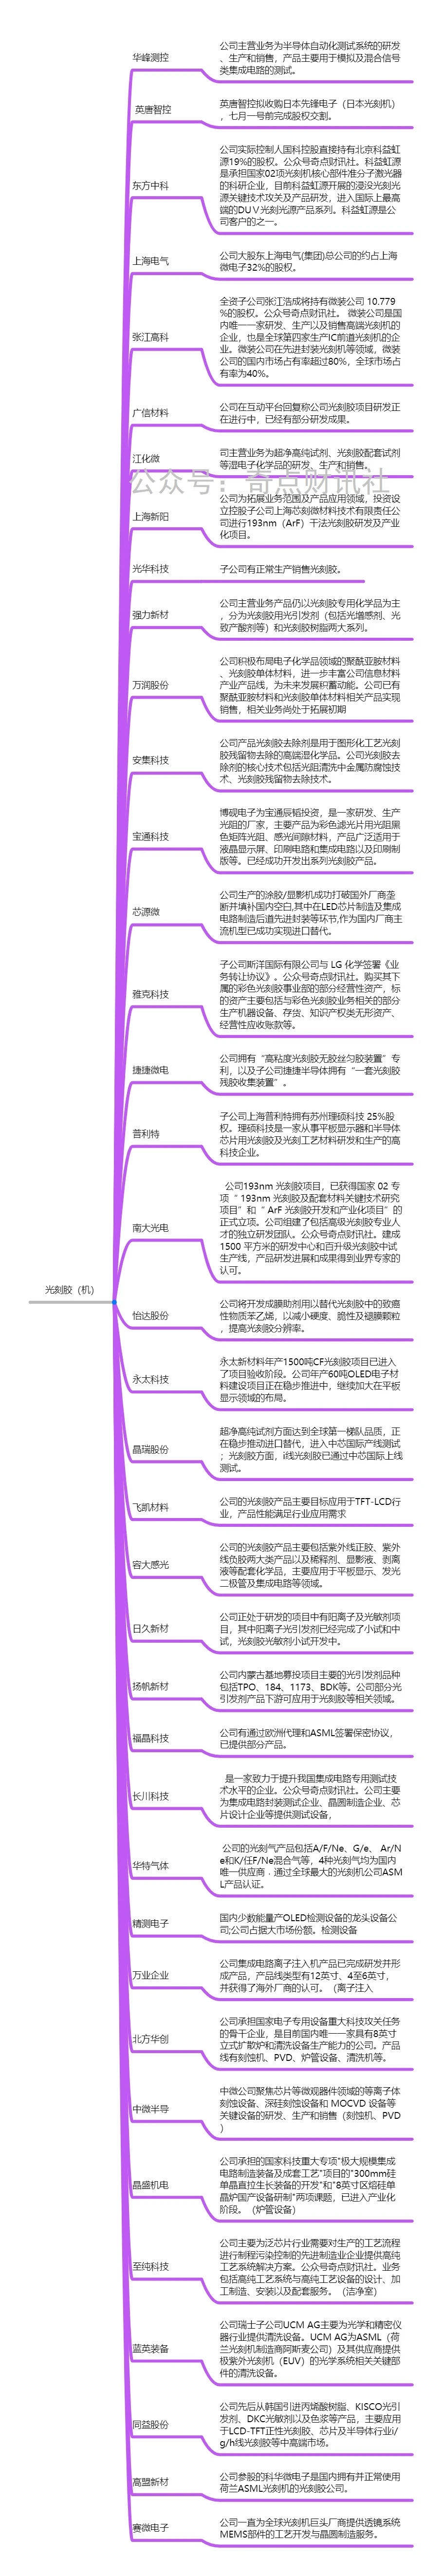 华峰测控
公司主营业务为半导体自动化测试系统的研发
、生产和销售，产品主要用于模拟及混合信号
类集成电路的测试。
英唐智控
英唐智控拟收购日本先锋电子（日本光刻机）
，七月一号前完成股权交割。
东方中科
公司实际控制人国科控股直接持有北京科益虹
源19%的股权。公众号奇点财讯社。科益虹源
是承担国家02项光刻机核心部件准分子激光器
的科研企业，目前科益虹源开展的浸没光刻光
源关键技术攻关及产品研发，进入国际上最高
端的DUV光刻光源产品系列。科益虹源是公
司客户的之一。
上海电气
公司大股东上海电气(集团)总公司的约占上海
微电子32%的股权。
张江高科
全资子公司张江浩成将持有微装公司 10.779
%的股权。公众号奇点财讯社。 微装公司是国
内唯一一家研发、生产以及销售高端光刻机的
企业，也是全球第四家生产IC前道光刻机的企
业。微装公司在先进封装光刻机等领域，微装
公司的国内市场占有率超过80%，全球市场占
有率为40%。
广信材料
公司在互动平台回复称公司光刻胶项目研发正
在进行中，已经有部分研发成果。
江化微
司主营业务为超净高纯试剂、光刻胶配套试剂
等湿电子化学品的研发、生产和销售。
公众号：奇点财讯社
上海新阳
公司为拓展业务范围及产品应用领域，投资设
立控股子公司上海芯刻微材料技术有限责任公
司进行193nm（ArF）干法光刻胶研发及产业
化项目。
光华科技
子公司有正常生产销售光刻胶。
强力新材
公司主营业务产品仍以光刻胶专用化学品为主
，分为光刻胶用光引发剂（包括光增感剂、光
致产酸剂等）和光刻胶树脂两大系列。
万润股份
公司积极布局电子化学品领域的聚酰亚胺材料
、光刻胶单体材料，进一步丰富公司信息材料
产业产品线，为未来发展积蓄动能。公司已有
聚酰亚胺材料和光刻胶单体材料相关产品实现
销售，相关业务尚处于拓展初期
安集科技
公司产品光刻胶去除剂是用于图形化工艺光刻
胶残留物去除的高端湿化学品。公司光刻胶去
除剂的核心技术包括光阻清洗中金属防腐蚀技
术、光刻胶残留物去除技术。
宝通科技
博砚电子为宝通辰韬投资，是一家研发、生产
光阻的厂家，主要产品为彩色滤光片用光阻黑
色矩阵光阻、感光间隙材料，产品广泛适用于
液晶显示屏、印刷电路和集成电路以及印刷制
版等。已经成功开发出系列光刻胶产品。
芯源微
公司生产的涂胶/显影机成功打破国外厂商垄
断并填补国内空白,其中在LED芯片制造及集成
电路制造后道先进封装等环节,作为国内厂商主
流机型已成功实现进口替代。
雅克科技
子公司斯洋国际有限公司与 LG 化学签署《业
务转让协议》。公众号奇点财讯社。购买其下
属的彩色光刻胶事业部的部分经营性资产，标
的资产主要包括与彩色光刻胶业务相关的部分
生产机器设备、存货、知识产权类无形资产、
经营性应收账款等。
捷捷微电
公司拥有“高粘度光刻胶无胶丝匀胶装置”专
利，以及子公司捷捷半导体拥有“一套光刻胶
残胶收集装置”。
普利特
子公司上海普利特拥有苏州理硕科技 25%股
权。理硕科技是一家从事平板显示器和半导体
芯片用光刻胶及光刻工艺材料研发和生产的高
科技企业。
南大光电
公司193nm 光刻胶项目，已获得国家 02 专
项 “ 193nm 光刻胶及配套材料关键技术研究
项目”和 “ ArF 光刻胶开发和产业化项目”的
正式立项。公司组建了包括高级光刻胶专业人
才的独立研发团队。公众号奇点财讯社。建成
1500 平方米的研发中心和百升级光刻胶中试
生产线，产品研发进展和成果得到业界专家的
认可。
光刻胶（机）
怡达股份
公司将开发成膜助剂用以替代光刻胶中的致癌
性物质苯乙烯，以减小硬度、脆性及褪膜颗粒
，提高光刻胶分辨率。
永太科技
永太新材料年产1500吨CF光刻胶项目已进入
了项目验收阶段。公司年产60吨OLED电子材
料建设项目正在稳步推进中，继续加大在平板
显示领域的布局。
晶瑞股份
超净高纯试剂方面达到全球第一梯队品质，正
在稳步推动进口替代，进入中芯国际产线测试
；光刻胶方面，i线光刻胶已通过中芯国际上线
测试。
飞凯材料
公司的光刻胶产品主要目标应用于TFT-LCD行
业，产品性能满足行业应用需求
容大感光
公司的光刻胶产品主要包括紫外线正胶、紫外
线负胶两大类产品以及稀释剂、显影液、剥离
液等配套化学品，主要应用于平板显示、发光
二极管及集成电路等领域。
日久新材
公司正处于研发的项目中有阳离子及光敏剂项
目，其中阳离子光引发剂已经完成了小试和中
试，光刻胶光敏剂小试开发中。
扬帆新材
公司内蒙古基地募投项目主要的光引发剂品种
包括TPO、184、1173、BDK等。公司部分光
引发剂产品下游可应用于光刻胶等相关领域。
福晶科技
公司有通过欧洲代理和ASML签署保密协议，
已提供部分产品。
长川科技
是一家致力于提升我国集成电路专用测试技
术水平的企业。公众号奇点财讯社。公司主要
为集成电路封装测试企业、晶圆制造企业、芯
片设计企业等提供测试设备，
华特气体
公司的光刻气产品包括A/F/Ne、G/e、 Ar/N
e和K/任F/Ne混合气等，4种光刻气均为国内
唯一供应商﹐通过全球最大的光刻机公司ASM
L产品认证。
精测电子
国内少数能量产OLED检测设备的龙头设备公
司;公司占据大市场份额。检测设备
万业企业
公司集成电路离子注入机产品已完成研发并形
成产品，产品线类型有12英寸、4至6英寸，
并获得了海外厂商的认可。（离子注入
北方华创
公司承担国家电子专用设备重大科技攻关任务
的骨干企业，是目前国内唯一一家具有8英寸
立式扩散炉和清洗设备生产能力的公司。产品
线有刻蚀机、PVD、炉管设备、清洗机等。
中微半导
中微公司聚焦芯片等微观器件领域的等离子体
刻蚀设备、深硅刻蚀设备和 MOCVD 设备等
关键设备的研发、生产和销售（刻蚀机、PVD
）
晶盛机电
公司承担的国家科技重大专项"极大规模集成
电路制造装备及成套工艺"项目的"300mm硅
单晶直拉生长装备的开发"和"8英寸区熔硅单
晶炉国产设备研制"两项课题，已进入产业化
阶段。（炉管设备）
至纯科技
公司主要为泛芯片行业需要对生产的工艺流程
进行制程污染控制的先进制造业企业提供高纯
工艺系统解决方案。公众号奇点财讯社。业务
包括高纯工艺系统与高纯工艺设备的设计、加
工制造、安装以及配套服务。（洁净室）
蓝英装备
公司瑞士子公司UCM AG主要为光学和精密仪
器行业提供清洗设备。UCM AG为ASML（荷
兰光刻机制造商阿斯麦公司）及其供应商提供
极紫外光刻机（EUV）的光学系统相关关键部
件的清洗设备。
同益股份
公司先后从韩国引进丙烯酸树脂、KISCO光引
发剂、DKC光敏剂以及色浆等产品，主要应用
于LCD-TFT正性光刻胶、芯片及半导体行业i/
g/h线光刻胶等中高端市场。
高盟新材
公司参股的科华微电子是国内拥有并正常使用
荷兰ASML光刻机的光刻胶公司。
赛微电子
公司一直为全球光刻机巨头厂商提供透镜系统
MEMS部件的工艺开发与晶圆制造服务。